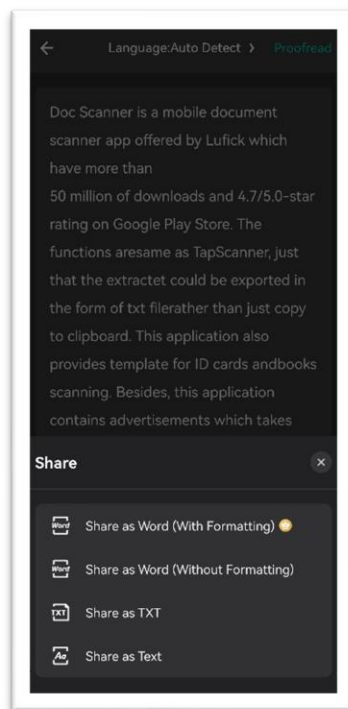 Language:Auto Detect > Proofread
Doc Scanner is a mobile document
scanner app offered by Lufick which
have more than
50 million of downloads and 4.7/5.0-star
rating on Google Play Store. The
functions aresame as TapScanner, just
that the extractet could be exported in
the form of txt filerather than just copy
to clipboard. This application also
provides template for ID cards andbooks
scanning. Besides, this application
contains advertisements which takes
Share
Word Share as Word (With Formatting)
Word Share as Word (Without Formatting)
TXT Share as TXT
Aa Share as Text